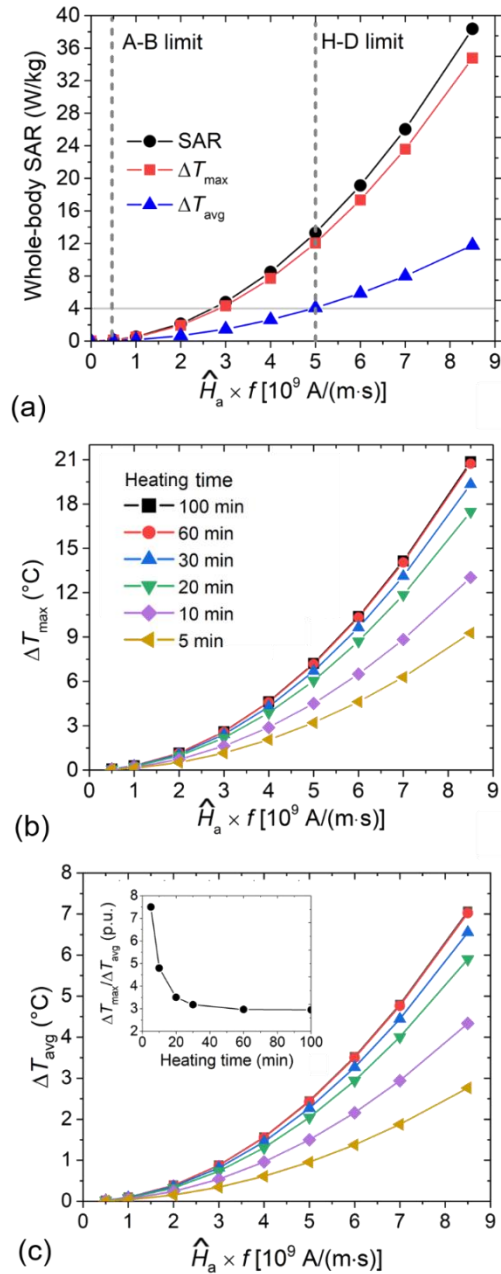 A-B limit
H-D limit
Whole-body SAR (W/kg)
40
36
32
28
24
20
16
12
8
4
0
SAR
ΔTmax
ΔTavg
0 1 2 3 4 5 6 7 8 9
Ĥa × f [10⁹ A/(m·s)]
(a)
ΔTmax (°C)
21
18
15
12
9
6
3
0
Heating time
100 min
60 min
30 min
20 min
10 min
5 min
0 1 2 3 4 5 6 7 8 9
Ĥa × f [10⁹ A/(m·s)]
(b)
ΔTavg (°C)
8
7
6
5
4
3
2
1
0
ΔTmax/ΔTavg (p.u.)
8
7
6
5
4
3
2
0 20 40 60 80 100
Heating time (min)
0 1 2 3 4 5 6 7 8 9
Ĥa × f [10⁹ A/(m·s)]
(c)